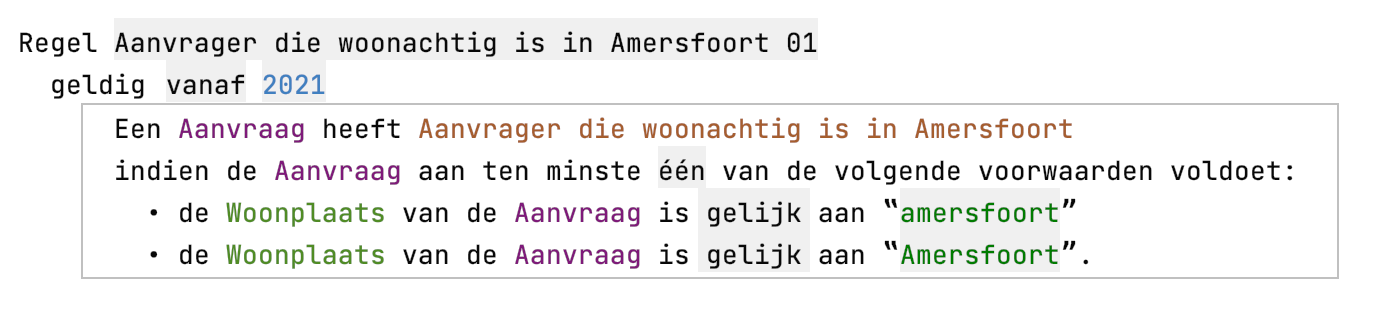 Regel Aanvrager die woonachtig is in Amersfoort 01
geldig vanaf 2021
Een Aanvraag heeft Aanvrager die woonachtig is in Amersfoort
indien de Aanvraag aan ten minste één van de volgende voorwaarden voldoet:
• de Woonplaats van de Aanvraag is gelijk aan “amersfoort”
• de Woonplaats van de Aanvraag is gelijk aan “Amersfoort”.